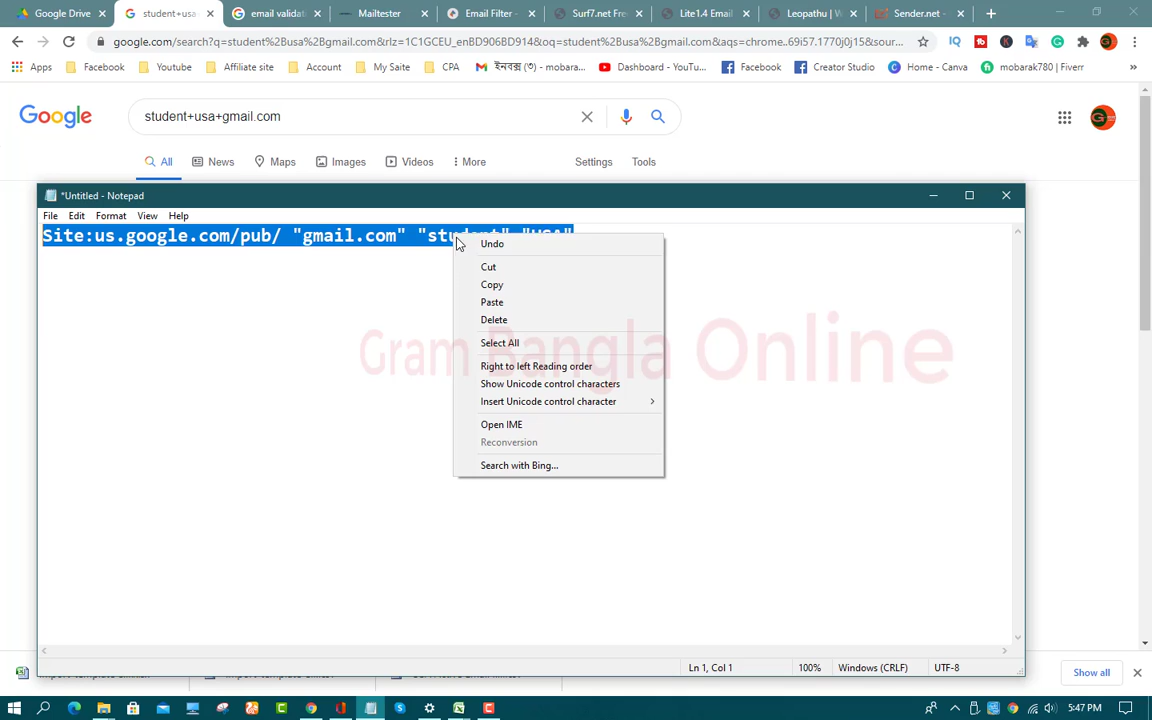 Google Drive
student+usa
email validat
Mailtester
Email Filter -
Surf7.net Fre
Lite1.4 Email
Leopathu | W
Sender.net -
google.com/search?q=student%2Busa%2Bgmail.com&rlz=1C1GCEU_enBD906BD914&oq=student%2Busa%2Bgmail.com&aqs=chrome..69i57.1770j0j15&sour...
Apps Facebook Youtube Affiliate site Account My Saite CPA ইনবক্স (৩) - mobara... Dashboard - YouTu... Facebook Creator Studio Home - Canva mobarak780 | Fiverr
Google
student+usa+gmail.com
All News Maps Images Videos More Settings Tools
*Untitled - Notepad
File Edit Format View Help
Site:us.google.com/pub/ "gmail.com" "student" "USA"
Undo
Cut
Copy
Paste
Delete
Select All
Right to left Reading order
Show Unicode control characters
Insert Unicode control character
Open IME
Reconversion
Search with Bing...
Gram Bangla Online
Ln 1, Col 1 100% Windows (CRLF) UTF-8
Show all
5:47 PM